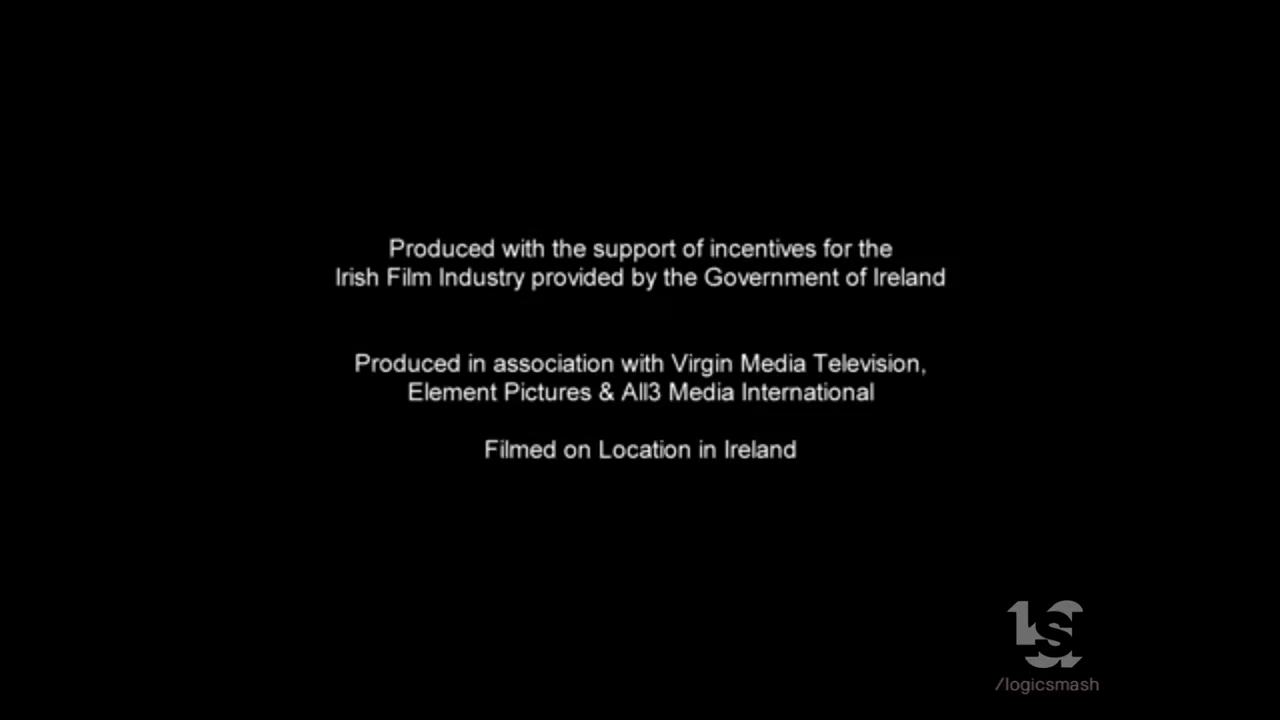 Produced with the support of incentives for the
Irish Film Industry provided by the Government of Ireland
Produced in association with Virgin Media Television,
Element Pictures & All3 Media International
Filmed on Location in Ireland
/logicsmash